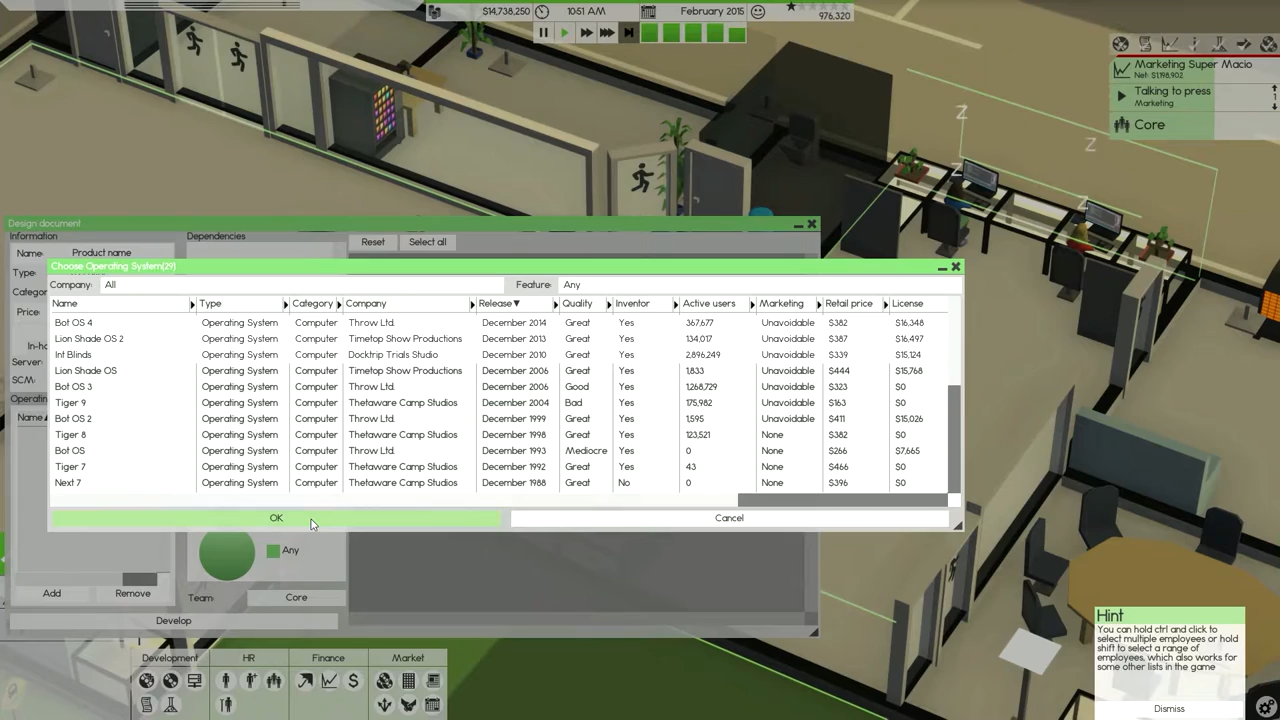 $14,738,250
10:51 AM
February 2015
976,320
Marketing Super Macio
Net: $1,198,902
Talking to press
Marketing
1
Core
Z
Z
Z
Z
Design document
Information
Dependencies
Reset
Select all
Name:
Product name
Type:
Choose Operating System(29)
Company:
All
Feature:
Any
Name
Type
Category
Company
Release▼
Quality
Inventor
Active users
Marketing
Retail price
License
Bot OS 4 Operating System Computer Throw Ltd. December 2014 Great Yes 367,677 Unavoidable $382 $16,348
Lion Shade OS 2 Operating System Computer Timetop Show Productions December 2013 Great Yes 134,017 Unavoidable $387 $16,497
Int Blinds Operating System Computer Docktrip Trials Studio December 2010 Great Yes 2,896,249 Unavoidable $339 $15,124
Lion Shade OS Operating System Computer Timetop Show Productions December 2006 Great Yes 1,833 Unavoidable $444 $15,768
Bot OS 3 Operating System Computer Throw Ltd. December 2006 Good Yes 1,268,729 Unavoidable $323 $0
Tiger 9 Operating System Computer Thetaware Camp Studios December 2004 Bad Yes 175,982 Unavoidable $163 $0
Bot OS 2 Operating System Computer Throw Ltd. December 1999 Great Yes 1,595 Unavoidable $411 $15,026
Tiger 8 Operating System Computer Thetaware Camp Studios December 1998 Great Yes 123,521 None $382 $0
Bot OS Operating System Computer Throw Ltd. December 1993 Mediocre Yes 0 None $266 $7,665
Tiger 7 Operating System Computer Thetaware Camp Studios December 1992 Great Yes 43 None $466 $0
Next 7 Operating System Computer Thetaware Camp Studios December 1988 Great No 0 None $396 $0
OK
Cancel
Categor
Price:
In-ho
Server:
SCM:
Operatin
Name
Any
Add
Remove
Team:
Core
Develop
Development
HR
Finance
Market
Hint
You can hold ctrl and click to
select multiple employees or hold
shift to select a range of
employees, which also works for
some other lists in the game
Dismiss